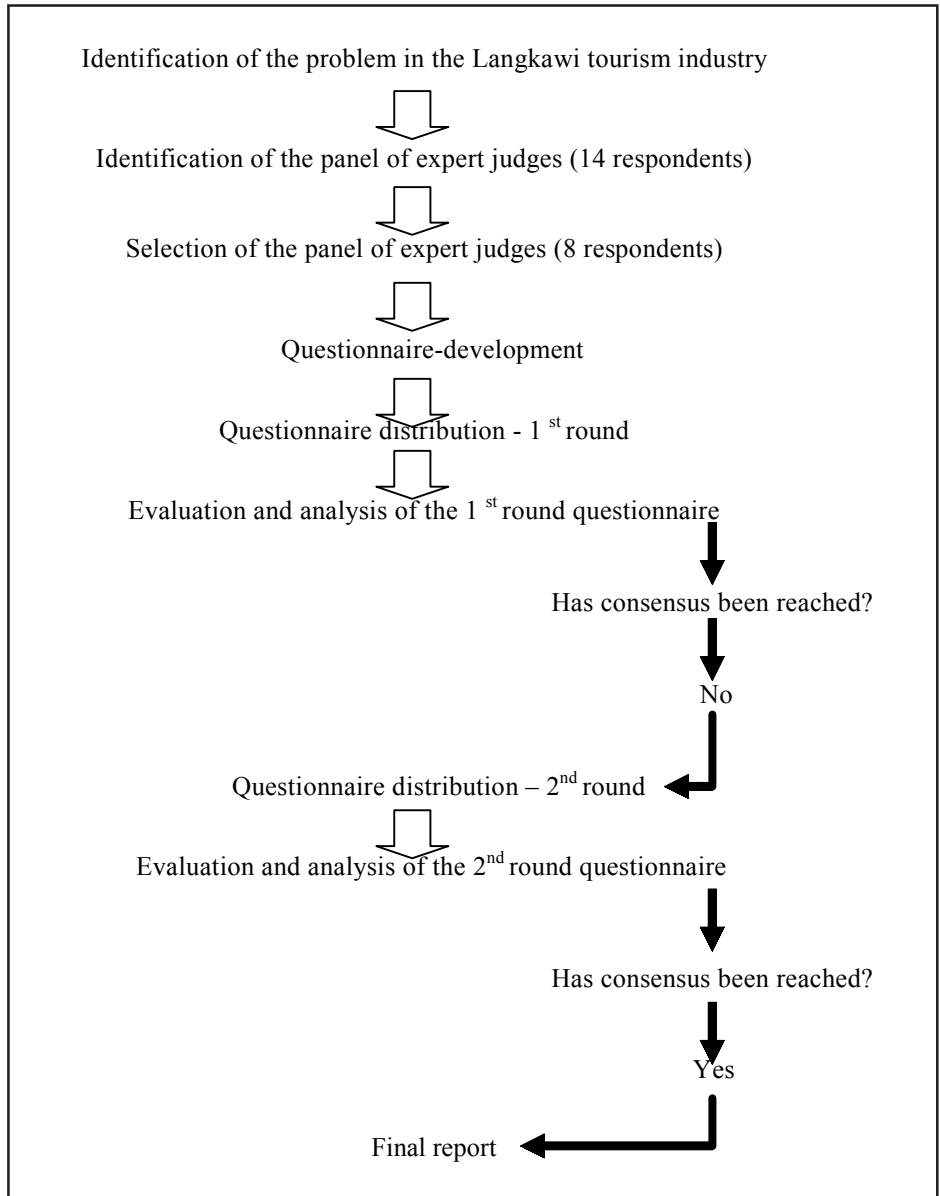 Identification of the problem in the Langkawi tourism industry
Identification of the panel of expert judges (14 respondents)
Selection of the panel of expert judges (8 respondents)
Questionnaire-development
Questionnaire distribution - 1 st round
Evaluation and analysis of the 1 st round questionnaire
Has consensus been reached?
No
Questionnaire distribution – 2nd round
Evaluation and analysis of the 2nd round questionnaire
Has consensus been reached?
Yes
Final report